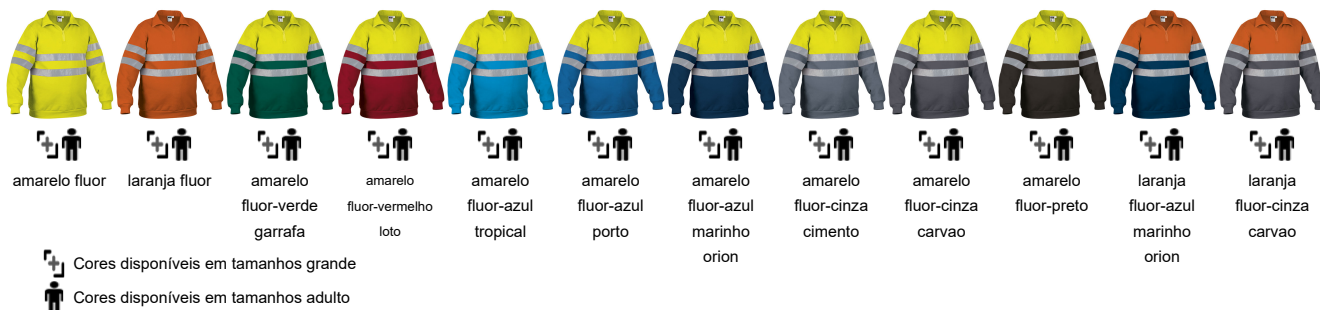 amarelo fluor
laranja fluor
amarelo
fluor-verde
garrafa
amarelo
fluor-vermelho
loto
amarelo
fluor-azul
tropical
amarelo
fluor-azul
porto
amarelo
fluor-azul
marinho
orion
amarelo
fluor-cinza
cimento
amarelo
fluor-cinza
carvao
amarelo
fluor-preto
laranja
fluor-azul
marinho
orion
laranja
fluor-cinza
carvao
Cores disponíveis em tamanhos grande
Cores disponíveis em tamanhos adulto